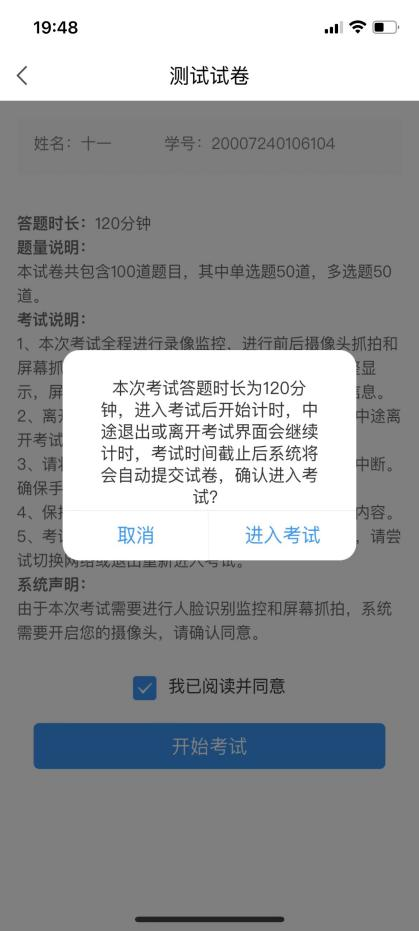 19:48
测试试卷
姓名：十一 学号：20007240106104
答题时长：120分钟
题量说明：
本试卷共包含100道题目，其中单选题50道，多选题50
道。
考试说明：
1、本次考试全程进行录像监控，进行前后摄像头抓拍和
屏幕抓
显
示，屏
息。
2、离
中途离
开考试
3、请
中断。
确保手
4、保
内容。
5、考
，请尝
试切换网络或退出重新进入考试。
本次考试答题时长为120分
钟，进入考试后开始计时，中
途退出或离开考试界面会继续
计时，考试时间截止后系统将
会自动提交试卷，确认进入考
试？
取消 进入考试
系统声明：
由于本次考试需要进行人脸识别监控和屏幕抓拍，系统
需要开启您的摄像头，请确认同意。
我已阅读并同意
开始考试